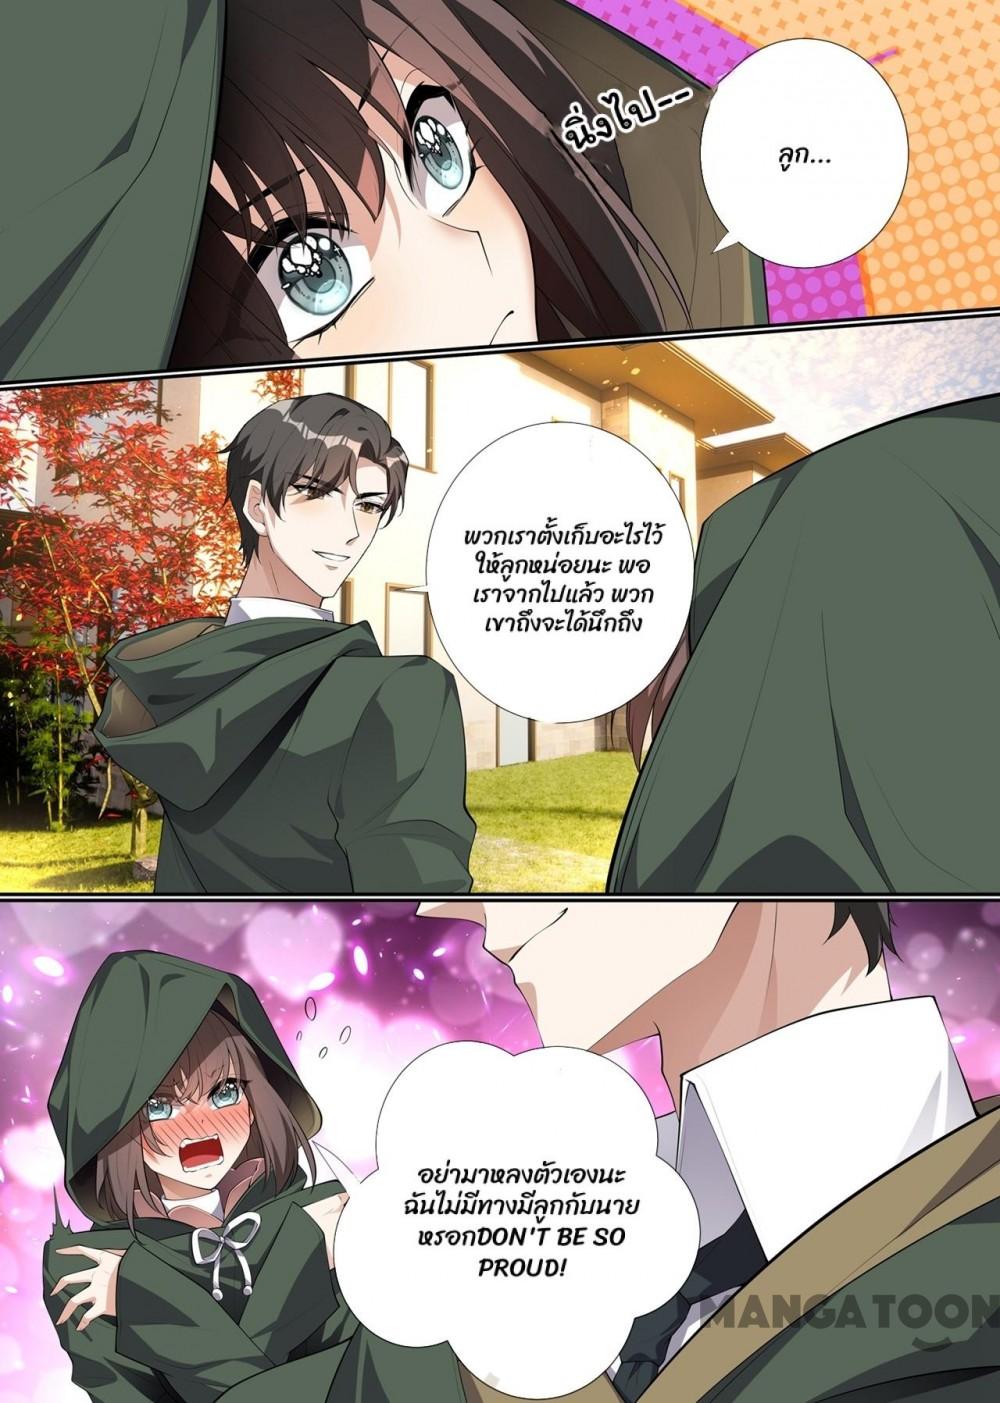 นิ่งไป--
ลูก...
พวกเราตั้งเก็บอะไรไว้
ให้ลูกหน่อยนะ พอ
เราจากไปแล้ว พวก
เขาถึงจะได้นึกถึง
อย่ามาหลงตัวเองนะ
ฉันไม่มีทางมีลูกกับนาย
หรอกDON'T BE SO
PROUD!
MANGATOON